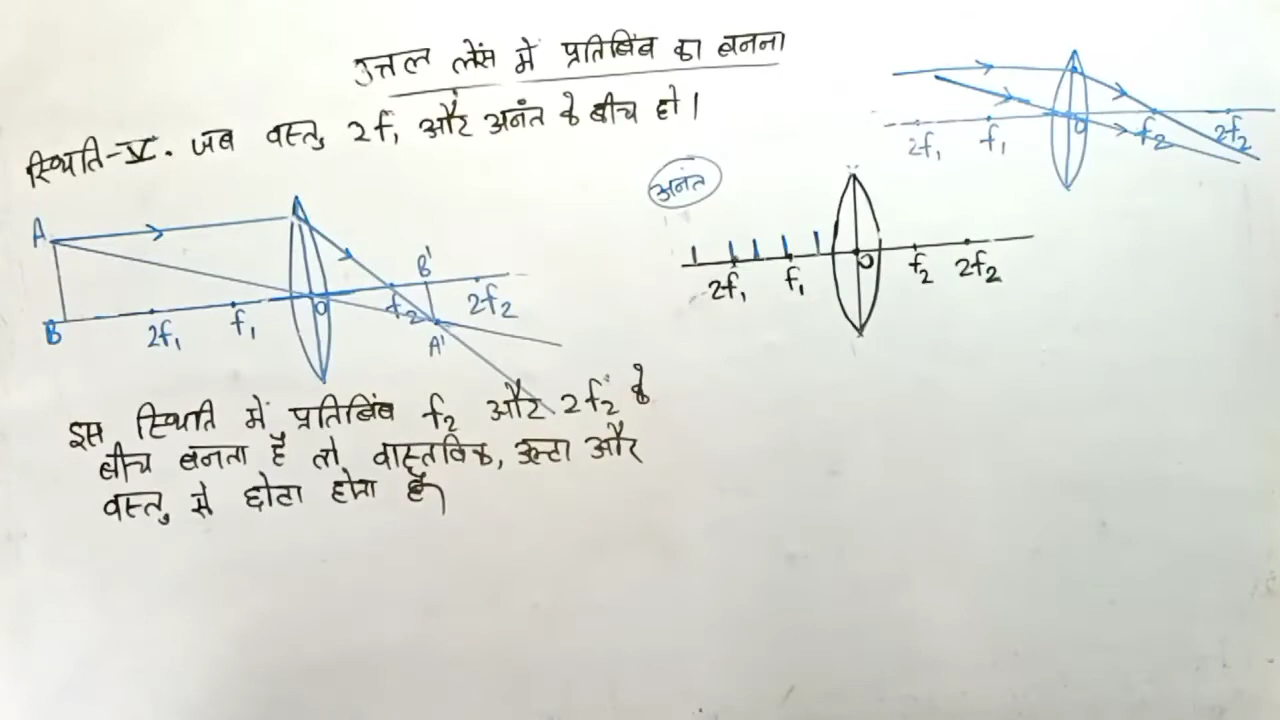 उत्तल लेंस में प्रतिबिंब का बनना
स्थिति-V. जब वस्तु 2f₁ और अनंत के बीच हो।
2f₁ f₁ O f₂ 2f₂
अनंत
2f₁ f₁ O f₂ 2f₂
A
B'
B 2f₁ f₁ O f₂ 2f₂
A'
इस स्थिति में प्रतिबिंब f₂ और 2f₂ के
बीच बनता है तो वास्तविक, उल्टा और
वस्तु से छोटा होता है